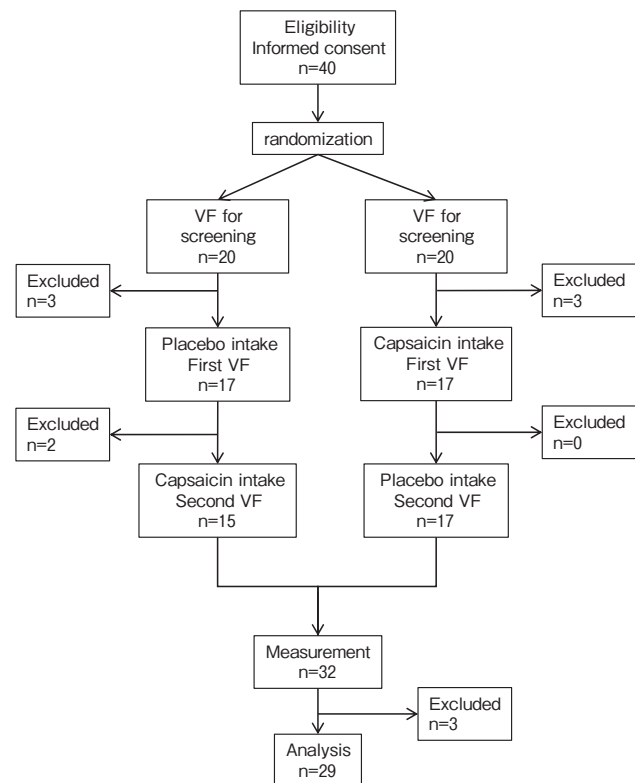 Eligibility
Informed consent
n=40
randomization
VF for
screening
n=20
VF for
screening
n=20
Excluded
n=3
Excluded
n=3
Placebo intake
First VF
n=17
Capsaicin intake
First VF
n=17
Excluded
n=2
Excluded
n=0
Capsaicin intake
Second VF
n=15
Placebo intake
Second VF
n=17
Measurement
n=32
Excluded
n=3
Analysis
n=29